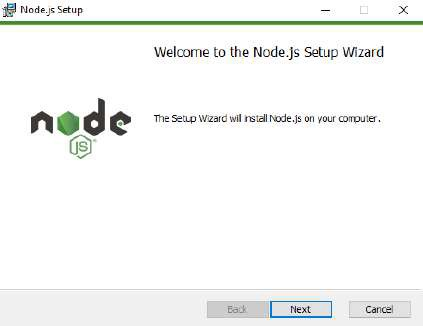 Node.js Setup
Welcome to the Node.js Setup Wizard
The Setup Wizard will install Node.js on your computer.
node
JS
Back
Next
Cancel